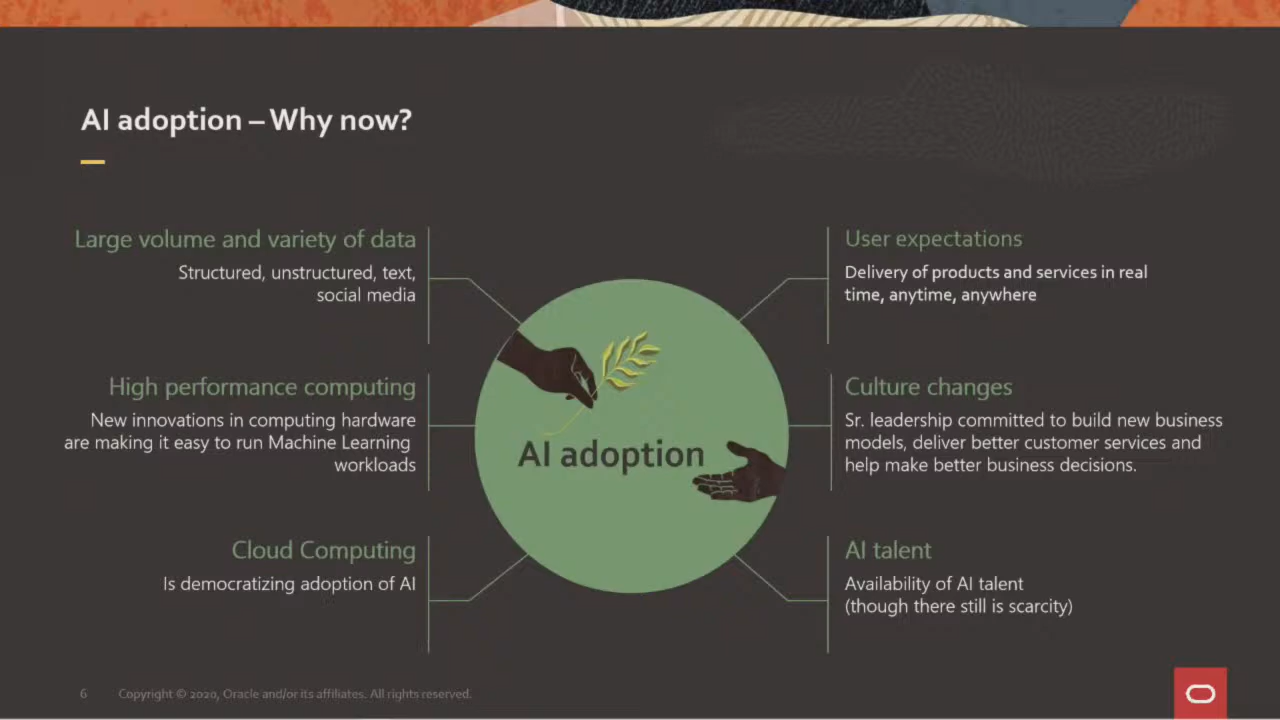 AI adoption – Why now?
Large volume and variety of data
Structured, unstructured, text,
social media
High performance computing
New innovations in computing hardware
are making it easy to run Machine Learning
workloads
Cloud Computing
Is democratizing adoption of AI
AI adoption
User expectations
Delivery of products and services in real
time, anytime, anywhere
Culture changes
Sr. leadership committed to build new business
models, deliver better customer services and
help make better business decisions.
AI talent
Availability of AI talent
(though there still is scarcity)
6
Copyright © 2020, Oracle and/or its affiliates. All rights reserved.